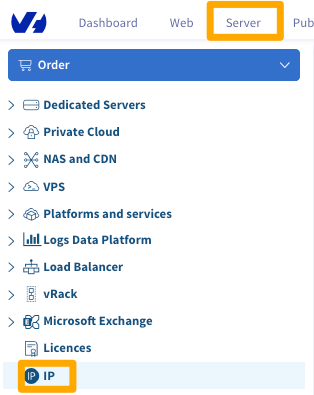 Dashboard Web Server Pub
Order
Dedicated Servers
Private Cloud
NAS and CDN
VPS
Platforms and services
Logs Data Platform
Load Balancer
vRack
Microsoft Exchange
Licences
IP IP